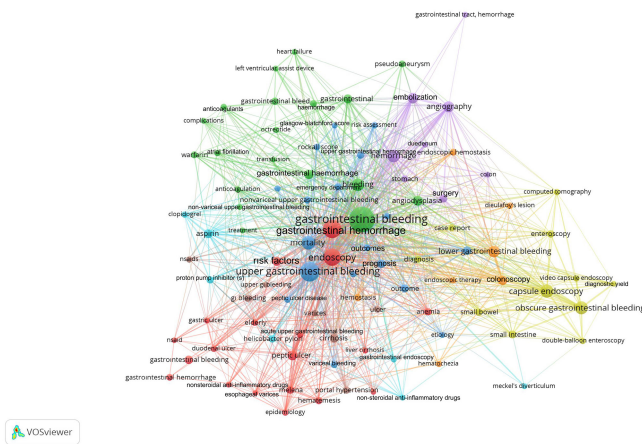 gastrointestinal tract, hemorrhage
heart failure
left ventricular assist device
pseudoaneurysm
anticoagulants
gastrointestinal bleed
haemorrhage
gastrointestinal
embolization
angiography
complications
glasgow-blatchford score
risk assessment
octreotide
duodenum
atrial fibrillation
rockall score
upper gastrointestinal hemorrhage
endoscopic hemostasis
warfarin
hemorrhage
transfusion
gastrointestinal haemorrhage
stomach
colon
anticoagulation
emergency department
bleeding
surgery
computed tomography
nonvariceal upper gastrointestinal bleeding
angiodysplasia
dieulafoy's lesion
non-variceal upper gastrointestinal bleeding
clopidogrel
gastrointestinal bleeding
case report
enteroscopy
aspirin
treatment
gastrointestinal hemorrhage
mortality
outcomes
lower gastrointestinal bleeding
nsaids
risk factors
endoscopy
prognosis
diagnosis
proton pump inhibitor (s)
upper gastrointestinal bleeding
endoscopic therapy
colonoscopy
video capsule endoscopy
diagnostic yield
upper gi bleeding
peptic ulcer disease
outcome
capsule endoscopy
gi bleeding
hemostasis
gastric ulcer
varices
ulcer
anemia
small bowel
obscure gastrointestinal bleeding
elderly
acute upper gastrointestinal bleeding
nsaid
helicobacter pylori
cirrhosis
etiology
small intestine
double-balloon enteroscopy
duodenal ulcer
liver cirrhosis
gastrointestinal bleeding
peptic ulcer
variceal bleeding
gastrointestinal endoscopy
hematochezia
gastrointestinal hemorrhage
nonsteroidal anti-inflammatory drugs
melena
portal hypertension
meckel's diverticulum
esophageal varices
hematemesis
non-steroidal anti-inflammatory drugs
epidemiology
VOSviewer